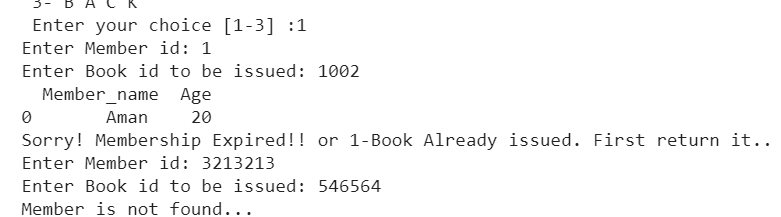 3- B A C K
Enter your choice [1-3] :1
Enter Member id: 1
Enter Book id to be issued: 1002
Member_name Age
0 Aman 20
Sorry! Membership Expired!! or 1-Book Already issued. First return it..
Enter Member id: 3213213
Enter Book id to be issued: 546564
Member is not found...